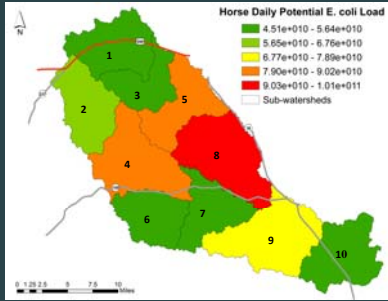 Horse Daily Potential E. coli Load
4.51e+010 - 5.64e+010
5.65e+010 - 6.76e+010
6.77e+010 - 7.89e+010
7.90e+010 - 9.02e+010
9.03e+010 - 1.01e+011
Sub-watersheds
N
1
2
3
5
4
8
6
7
9
10
0 1.25 2.5 5 7.5 10
Miles